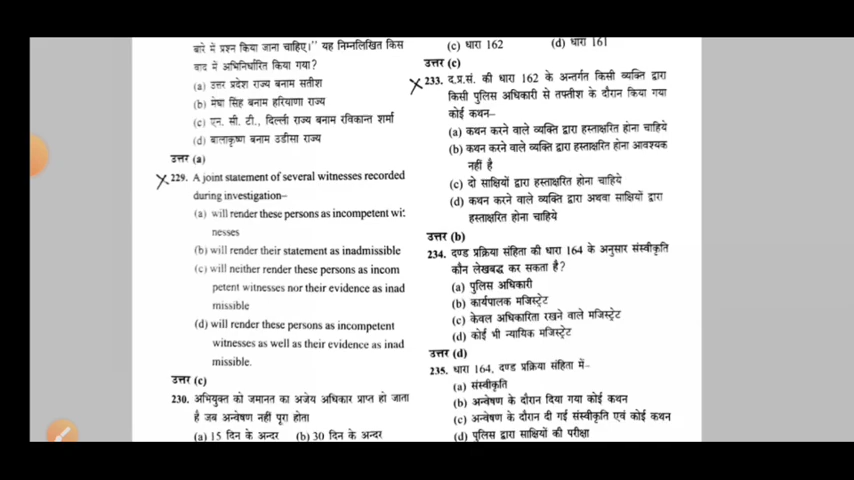 बारे में प्रश्न किया जाना चाहिए।" यह निम्नलिखित किस
वाद में अभिनिर्धारित किया गया?
(a) उत्तर प्रदेश राज्य बनाम सतीश
(b) मेघा सिंह बनाम हरियाणा राज्य
(c) एन. सी. टी., दिल्ली राज्य बनाम रविकान्त शर्मा
(d) बालाकृष्ण बनाम उडीसा राज्य
उत्तर (a)
229. A joint statement of several witnesses recorded
during investigation–
(a) will render these persons as incompetent wit
nesses
(b) will render their statement as inadmissible
(c) will neither render these persons as incom
petent witnesses nor their evidence as inad
missible
(d) will render these persons as incompetent
witnesses as well as their evidence as inad
missible.
उत्तर (c)
230. अभियुक्त को जमानत का अजेय अधिकार प्राप्त हो जाता
है जब अन्वेषण नहीं पूरा होता
(a) 15 दिन के अन्दर (b) 30 दिन के अन्दर
(c) धारा 162 (d) धारा 161
उत्तर (c)
233. द.प्र.सं. की धारा 162 के अन्तर्गत किसी व्यक्ति द्वारा
किसी पुलिस अधिकारी से तफ्तीश के दौरान किया गया
कोई कथन–
(a) कथन करने वाले व्यक्ति द्वारा हस्ताक्षरित होना चाहिये
(b) कथन करने वाले व्यक्ति द्वारा हस्ताक्षरित होना आवश्यक
नहीं है
(c) दो साक्षियों द्वारा हस्ताक्षरित होना चाहिये
(d) कथन करने वाले व्यक्ति द्वारा अथवा साक्षियों द्वारा
हस्ताक्षरित होना चाहिये
उत्तर (b)
234. दण्ड प्रक्रिया संहिता की धारा 164 के अनुसार संस्वीकृति
कौन लेखबद्ध कर सकता है?
(a) पुलिस अधिकारी
(b) कार्यपालक मजिस्ट्रेट
(c) केवल अधिकारिता रखने वाले मजिस्ट्रेट
(d) कोई भी न्यायिक मजिस्ट्रेट
उत्तर (d)
235. धारा 164, दण्ड प्रक्रिया संहिता में–
(a) संस्वीकृति
(b) अन्वेषण के दौरान दिया गया कोई कथन
(c) अन्वेषण के दौरान दी गई संस्वीकृति एवं कोई कथन
(d) पुलिस द्वारा साक्षियों की परीक्षा